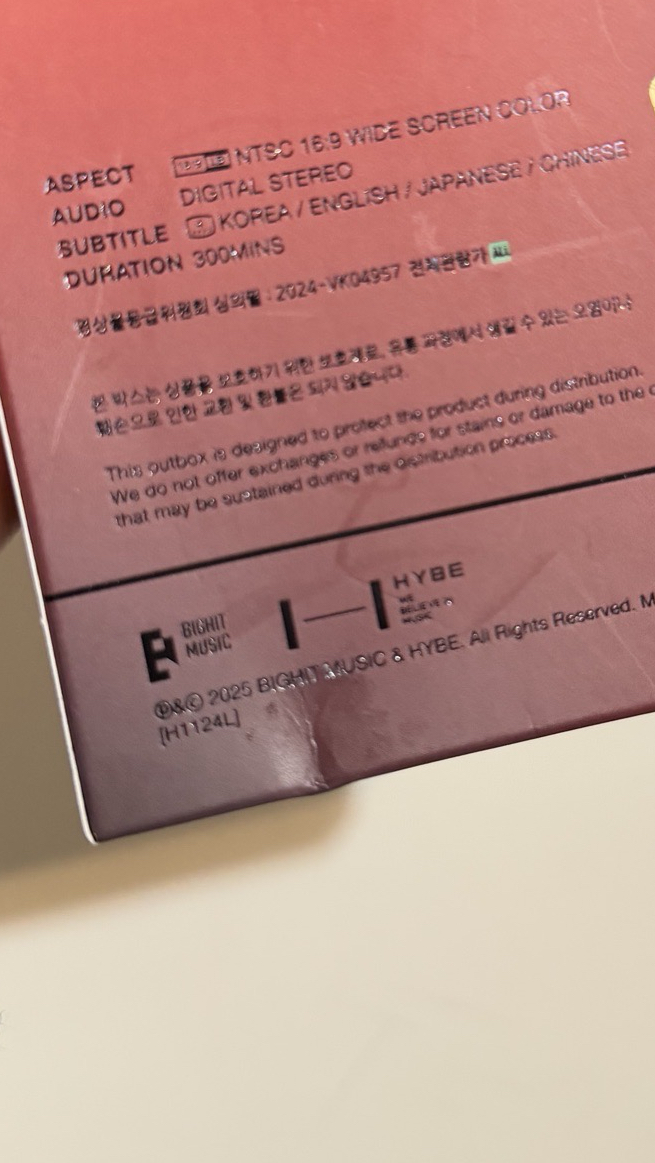 ASPECT 16:9 LB NTSC 16:9 WIDE SCREEN COLOR
AUDIO DIGITAL STEREO
SUBTITLE KOREA / ENGLISH / JAPANESE / CHINESE
DURATION 300MINS
영상물등급위원회 심의필 : 2024-VK04957 전체관람가 ALL
본 박스는 상품을 보호하기 위한 보호재로, 유통 과정에서 생길 수 있는 오염이나
훼손으로 인한 교환 및 환불은 되지 않습니다.
This outbox is designed to protect the product during distribution.
We do not offer exchanges or refunds for stains or damage to the
that may be sustained during the distribution process.
BIGHIT
MUSIC
HYBE
WE
BELIEVE IN
MUSIC
℗&© 2025 BIGHIT MUSIC & HYBE. All Rights Reserved.
[H1124L]